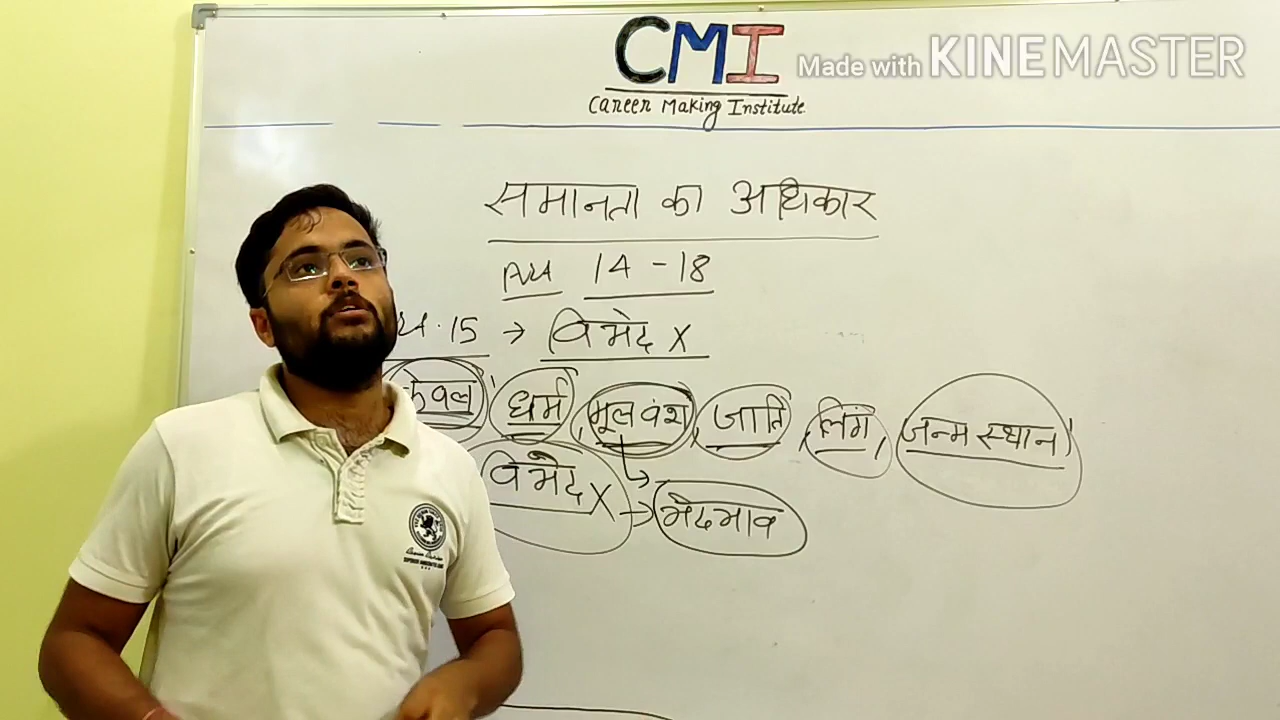 CMI
Made with KINEMASTER
Career Making Institute
समानता का अधिकार
Art 14 - 18
15 → विभेद X
केवल धर्म, मूलवंश, जाति, लिंग, जन्म स्थान
विभेद X → भेदभाव